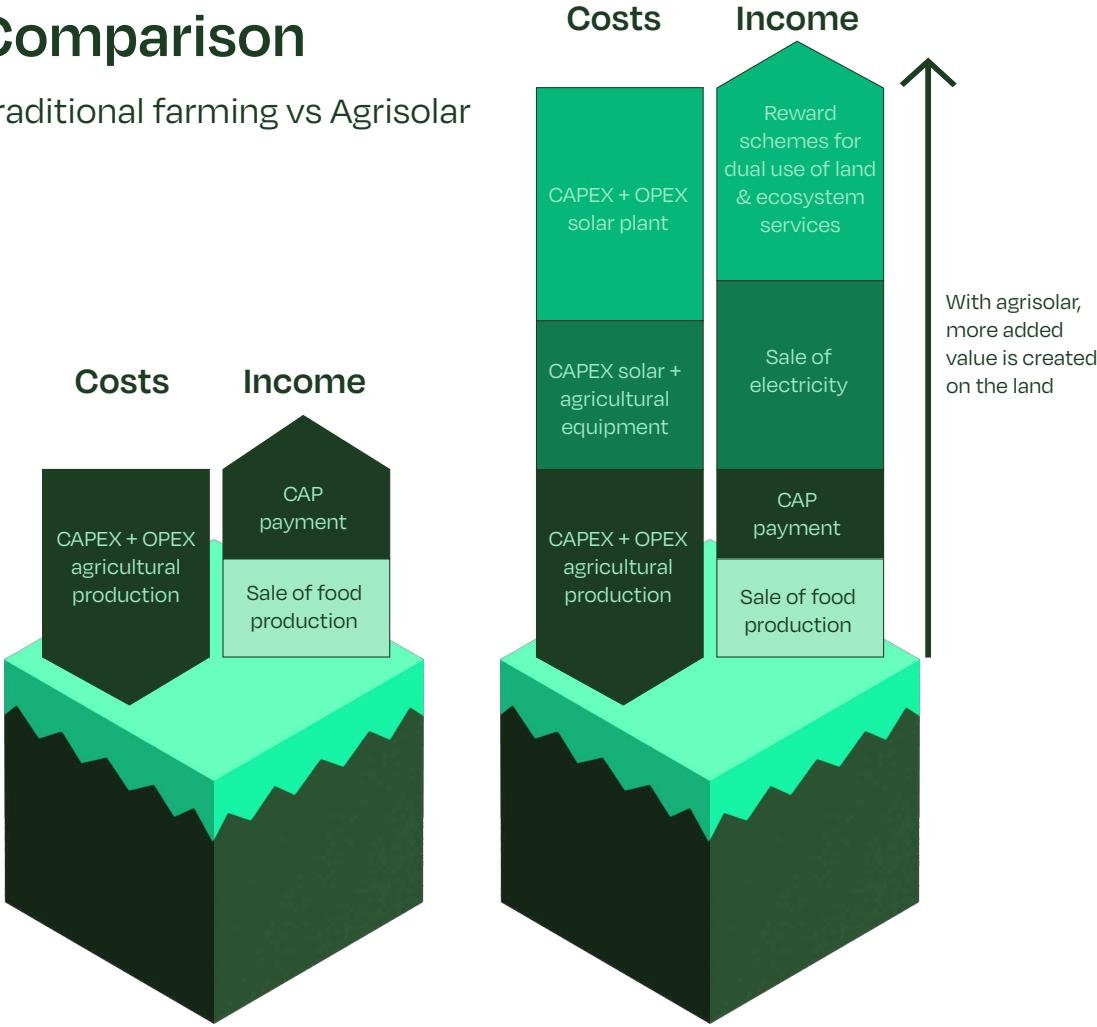 Comparison
raditional farming vs Agrisolar
Costs
Income
CAPEX + OPEX
agricultural
production
CAP
payment
Sale of food
production
Costs
Income
CAPEX + OPEX
solar plant
CAPEX solar +
agricultural
equipment
CAPEX + OPEX
agricultural
production
Reward
schemes for
dual use of land
& ecosystem
services
Sale of
electricity
CAP
payment
Sale of food
production
With agrisolar,
more added
value is created
on the land